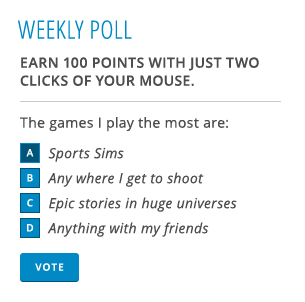 WEEKLY POLL
EARN 100 POINTS WITH JUST TWO
CLICKS OF YOUR MOUSE.
The games I play the most are:
A Sports Sims
B Any where I get to shoot
C Epic stories in huge universes
D Anything with my friends
VOTE